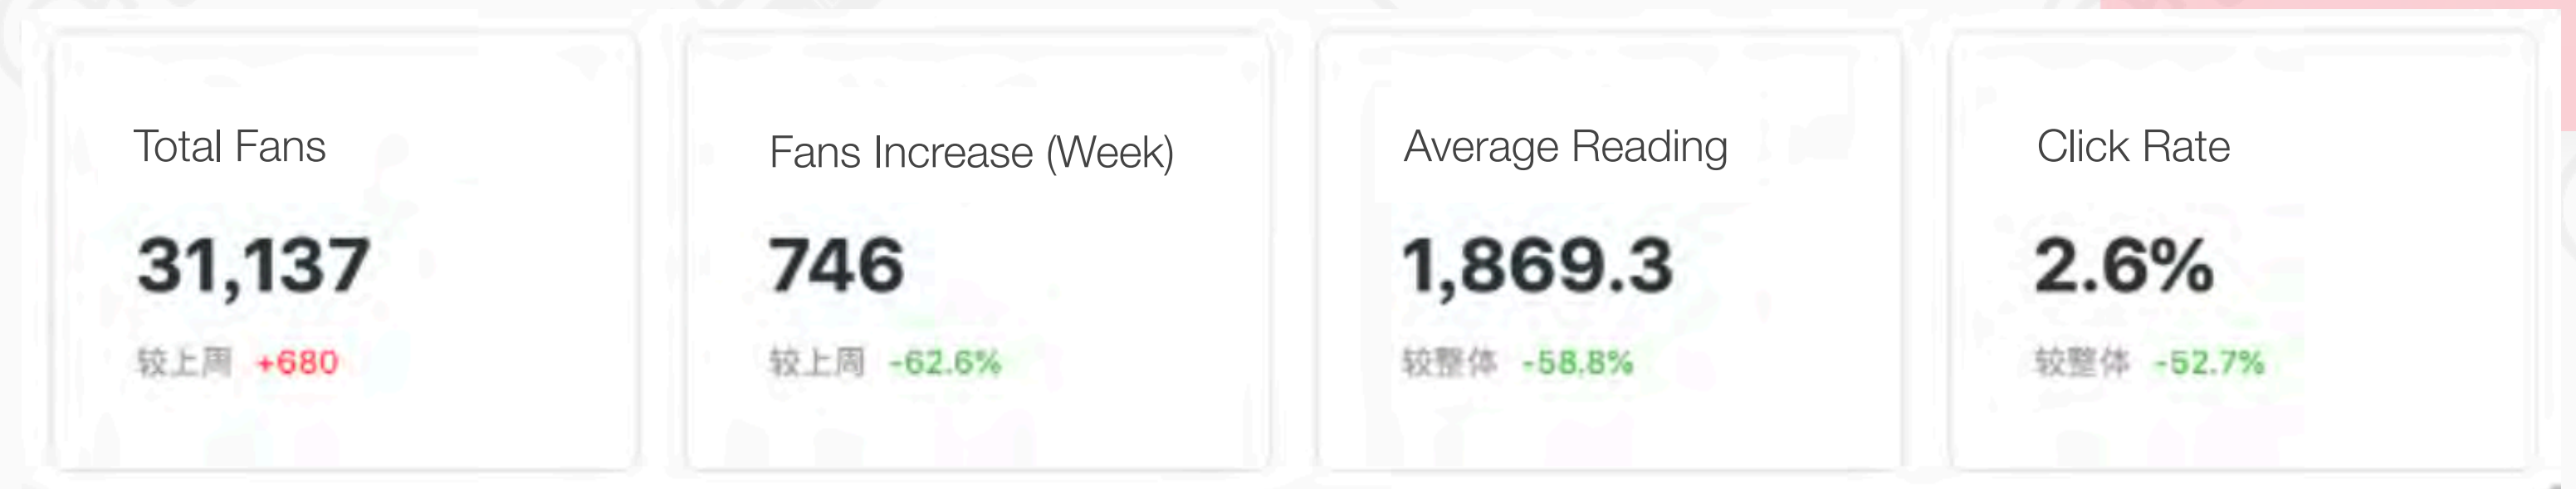 Total Fans
31,137
较上周 +680
Fans Increase (Week)
746
较上周 -62.6%
Average Reading
1,869.3
较整体 -58.8%
Click Rate
2.6%
较整体 -52.7%